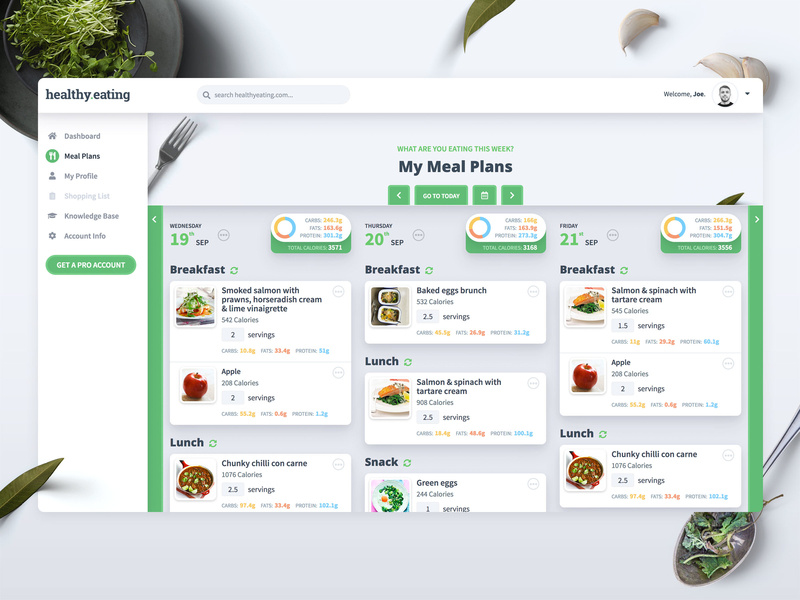 healthy.eating
search healthyeating.com...
Welcome, Joe.
Dashboard
Meal Plans
My Profile
Shopping List
Knowledge Base
Account Info
GET A PRO ACCOUNT
WHAT ARE YOU EATING THIS WEEK?
My Meal Plans
GO TO TODAY
WEDNESDAY
19th SEP
CARBS: 246.3g
FATS: 163.6g
PROTEIN: 301.2g
TOTAL CALORIES: 3571
Breakfast
Smoked salmon with
prawns, horseradish cream
& lime vinaigrette
542 Calories
2 servings
CARBS: 10.8g FATS: 33.4g PROTEIN: 51g
Apple
208 Calories
2 servings
CARBS: 55.2g FATS: 0.6g PROTEIN: 1.2g
Lunch
Chunky chilli con carne
1076 Calories
2.5 servings
CARBS: 97.4g FATS: 33.4g PROTEIN: 102.1g
THURSDAY
20th SEP
CARBS: 166g
FATS: 163.9g
PROTEIN: 273.3g
TOTAL CALORIES: 3168
Breakfast
Baked eggs brunch
532 Calories
2.5 servings
CARBS: 45.5g FATS: 26.9g PROTEIN: 31.2g
Lunch
Salmon & spinach with
tartare cream
908 Calories
2.5 servings
CARBS: 18.4g FATS: 48.6g PROTEIN: 100.1g
Snack
Green eggs
244 Calories
1 servings
FRIDAY
21st SEP
CARBS: 266.3g
FATS: 151.5g
PROTEIN: 304.7g
TOTAL CALORIES: 3556
Breakfast
Salmon & spinach with
tartare cream
545 Calories
1.5 servings
CARBS: 11g FATS: 29.2g PROTEIN: 60.1g
Apple
208 Calories
2 servings
CARBS: 55.2g FATS: 0.6g PROTEIN: 1.2g
Lunch
Chunky chilli con carne
1076 Calories
2.5 servings
CARBS: 97.4g FATS: 33.4g PROTEIN: 102.1g